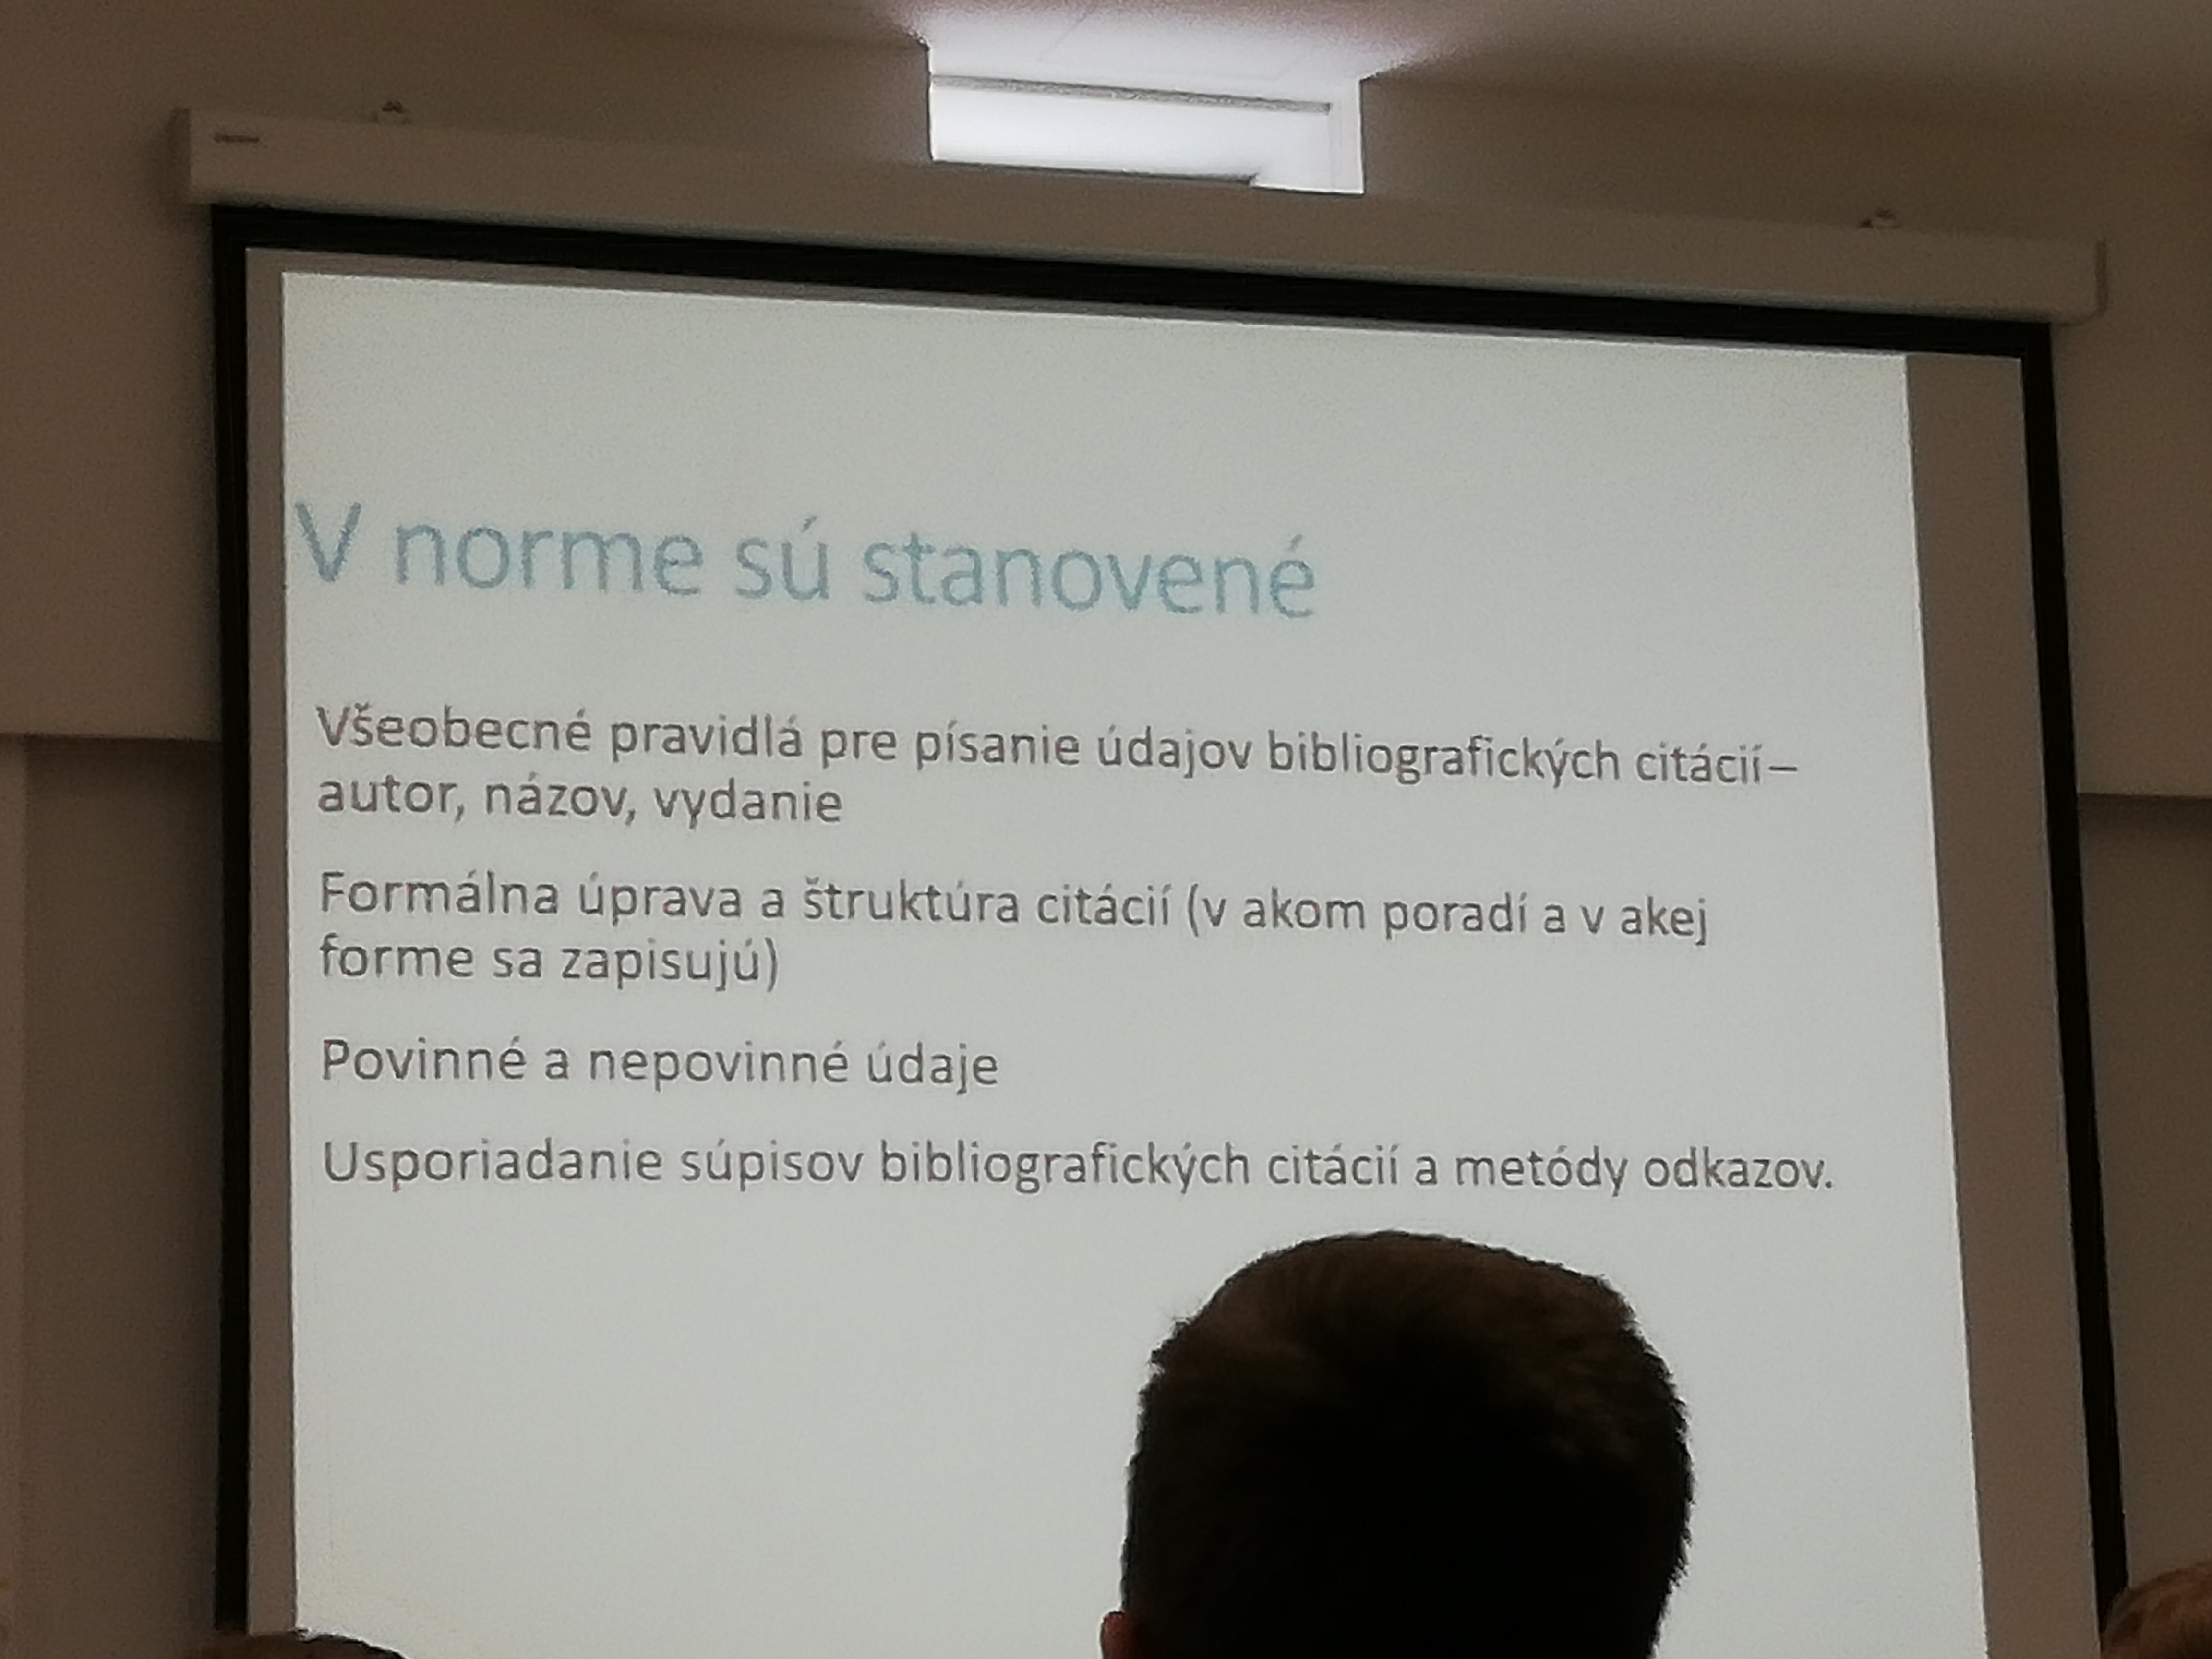 V norme sú stanovené
Všeobecné pravidlá pre písanie údajov bibliografických citácií–
autor, názov, vydanie
Formálna úprava a štruktúra citácií (v akom poradí a v akej
forme sa zapisujú)
Povinné a nepovinné údaje
Usporiadanie súpisov bibliografických citácií a metódy odkazov.